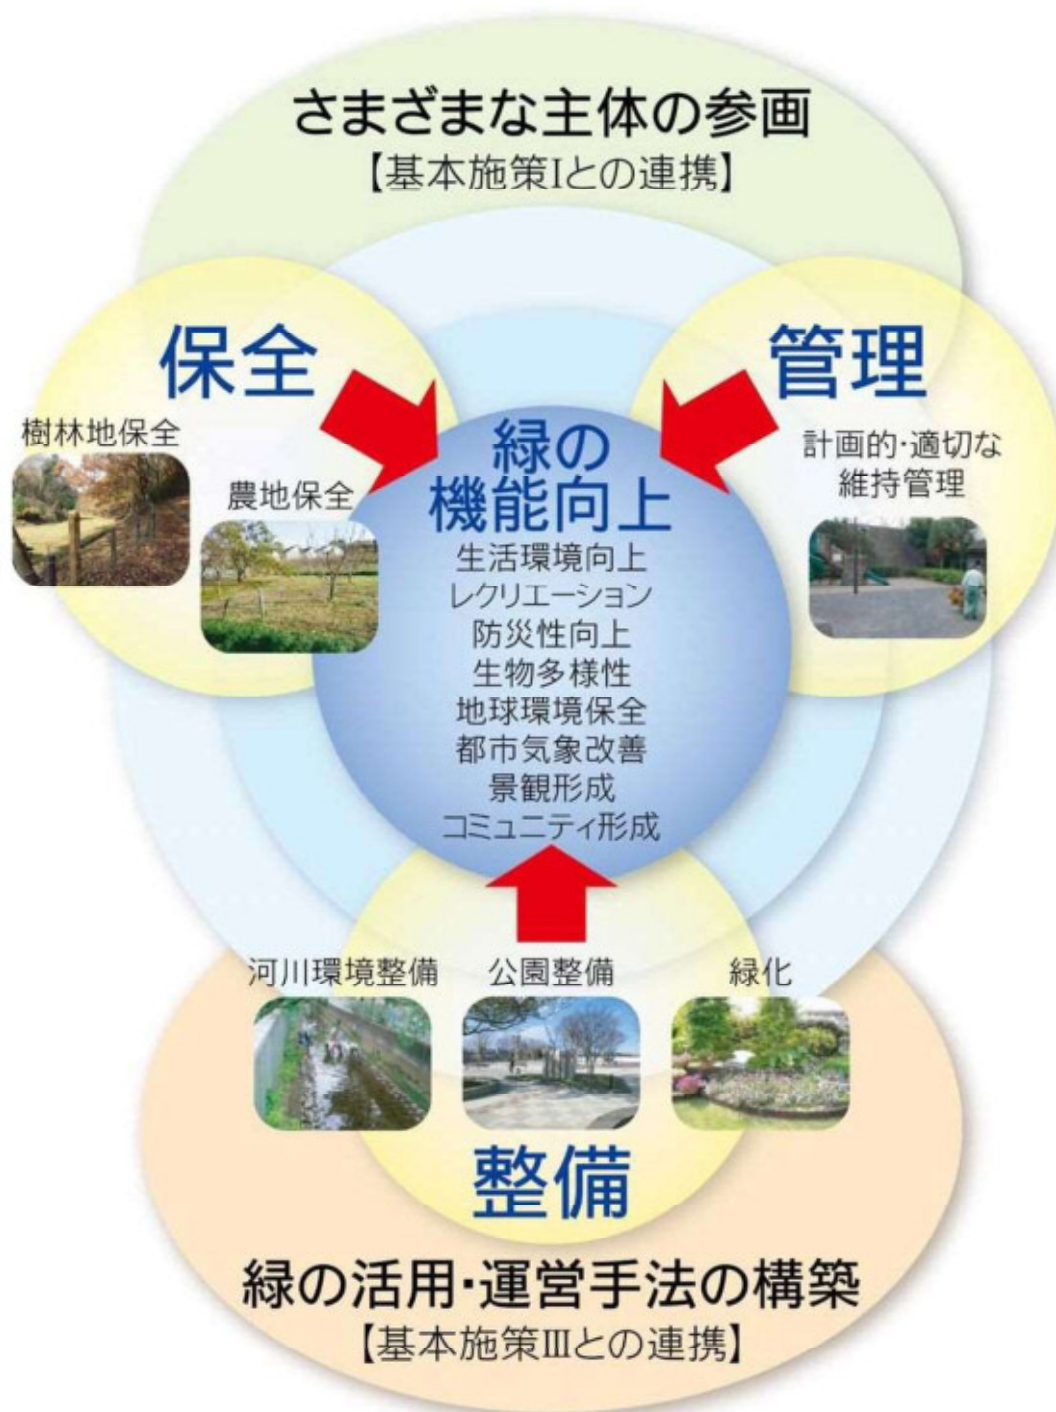 さまざまな主体の参画
【基本施策Ⅰとの連携】
保全
管理
樹林地保全
農地保全
計画的・適切な
維持管理
緑の
機能向上
生活環境向上
レクリエーション
防災性向上
生物多様性
地球環境保全
都市気象改善
景観形成
コミュニティ形成
河川環境整備
公園整備
緑化
整備
緑の活用・運営手法の構築
【基本施策Ⅲとの連携】